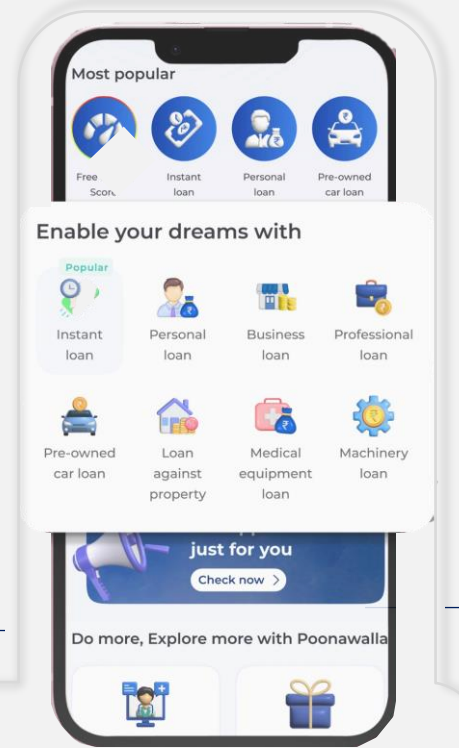 Most popular
Free Instant Personal Pre-owned
Score loan loan car loan
Enable your dreams with
Popular
Instant Personal Business Professional
loan loan loan loan
Pre-owned Loan Medical Machinery
car loan against equipment loan
property loan
just for you
Check now >
Do more, Explore more with Poonawalla